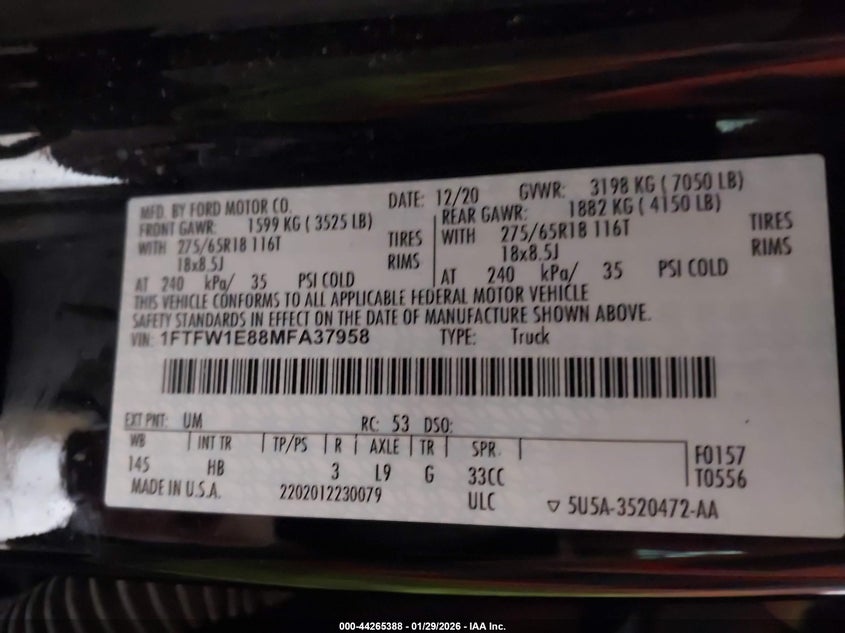 MFD. BY FORD MOTOR CO. DATE: 12/20 GVWR: 3198 KG ( 7050 LB)
FRONT GAWR: 1599 KG ( 3525 LB) REAR GAWR: 1882 KG ( 4150 LB)
WITH 275/65R18 116T TIRES WITH 275/65R18 116T TIRES
18x8.5J RIMS 18x8.5J RIMS
AT 240 kPa/ 35 PSI COLD AT 240 kPa/ 35 PSI COLD
THIS VEHICLE CONFORMS TO ALL APPLICABLE FEDERAL MOTOR VEHICLE
SAFETY STANDARDS IN EFFECT ON THE DATE OF MANUFACTURE SHOWN ABOVE.
VIN: 1FTFW1E88MFA37958 TYPE: Truck
EXT PNT: UM RC: 53 DSO:
WB INT TR TP/PS R AXLE TR SPR. F0157
145 HB 3 L9 G 33CC T0556
MADE IN U.S.A. 2202012230079 ULC ▽ 5U5A-3520472-AA
000-44265388 - 01/29/2026 - IAA Inc.